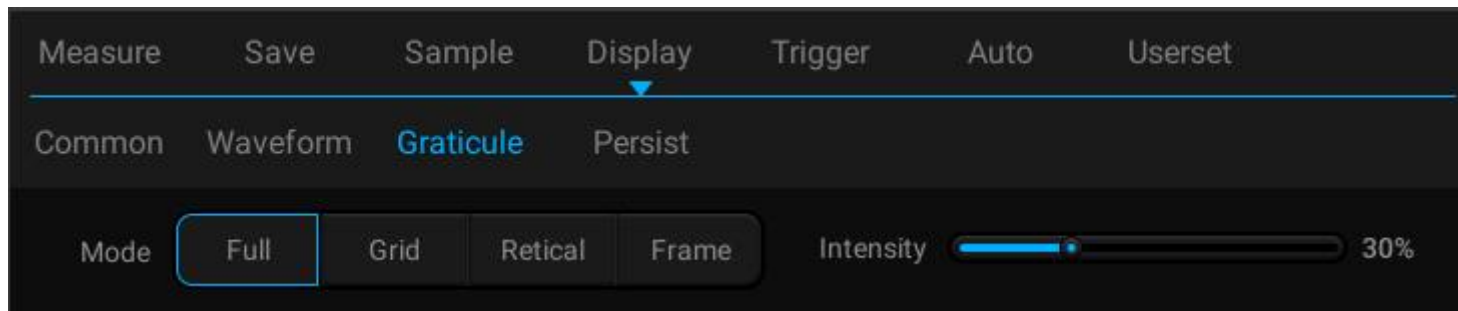 Measure Save Sample Display Trigger Auto Userset
Common Waveform Graticule Persist
Mode Full Grid Retical Frame Intensity 30%